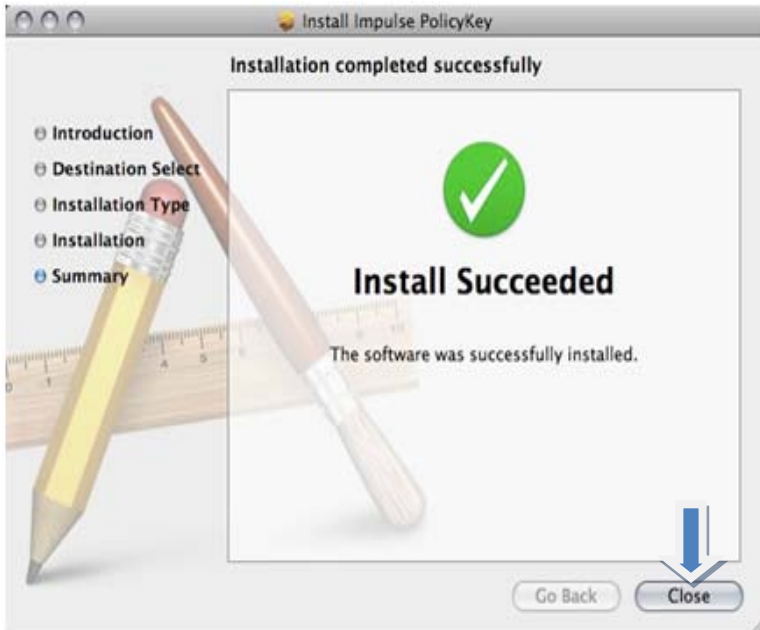 Install Impulse PolicyKey
Installation completed successfully
Introduction
Destination Select
Installation Type
Installation
Summary
Install Succeeded
The software was successfully installed.
Go Back
Close